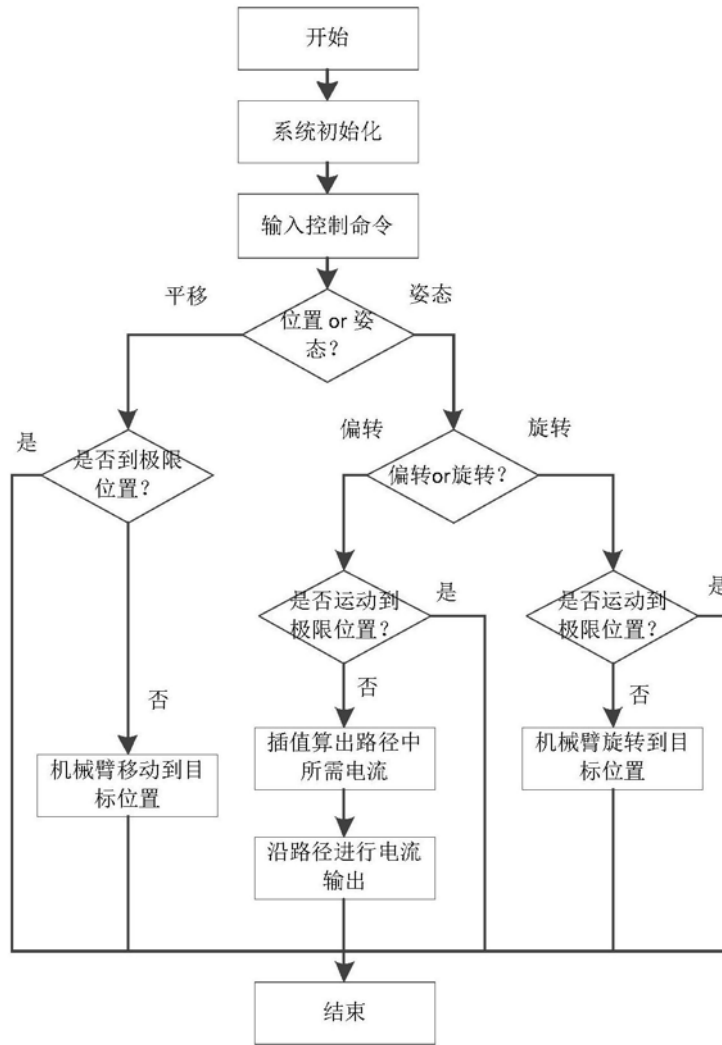 开始
系统初始化
输入控制命令
平移
姿态
位置 or 姿
态？
是
偏转
旋转
是否到极限
位置？
偏转or旋转？
是否运动到
极限位置？
是
是否运动到
极限位置？
是
否
否
否
机械臂移动到目
标位置
插值算出路径中
所需电流
机械臂旋转到目
标位置
沿路径进行电流
输出
结束